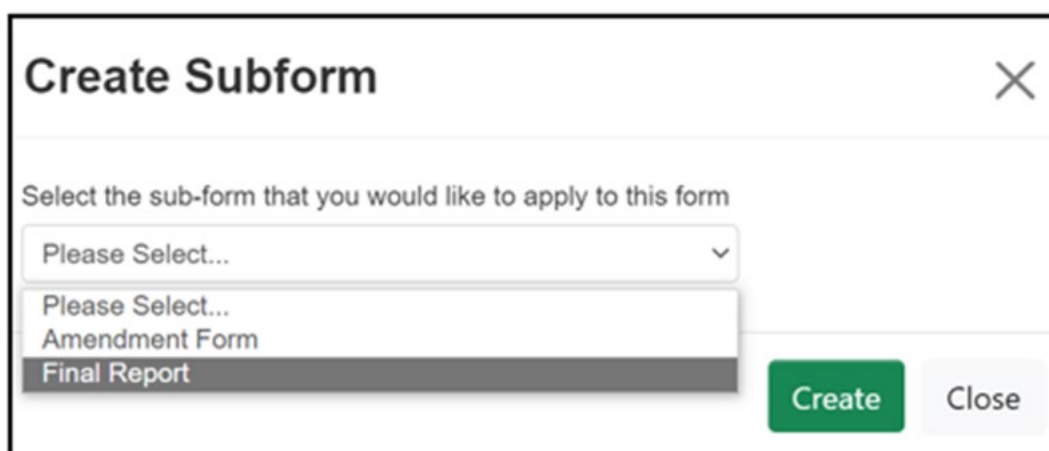 Create Subform
Select the sub-form that you would like to apply to this form
Please Select...
Please Select...
Amendment Form
Final Report
Create Close